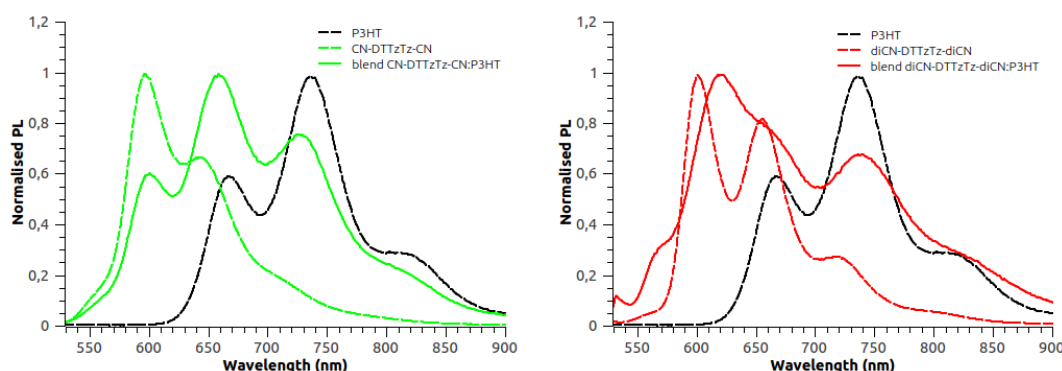 1,2
1
0,8
0,6
0,4
0,2
0
Normalised PL
P3HT
CN-DTTzTz-CN
blend CN-DTTzTz-CN:P3HT
550 600 650 700 750 800 850 900
Wavelength (nm)
1,2
1
0,8
0,6
0,4
0,2
0
Normalised PL
P3HT
diCN-DTTzTz-diCN
blend diCN-DTTzTz-diCN:P3HT
550 600 650 700 750 800 850 900
Wavelength (nm)